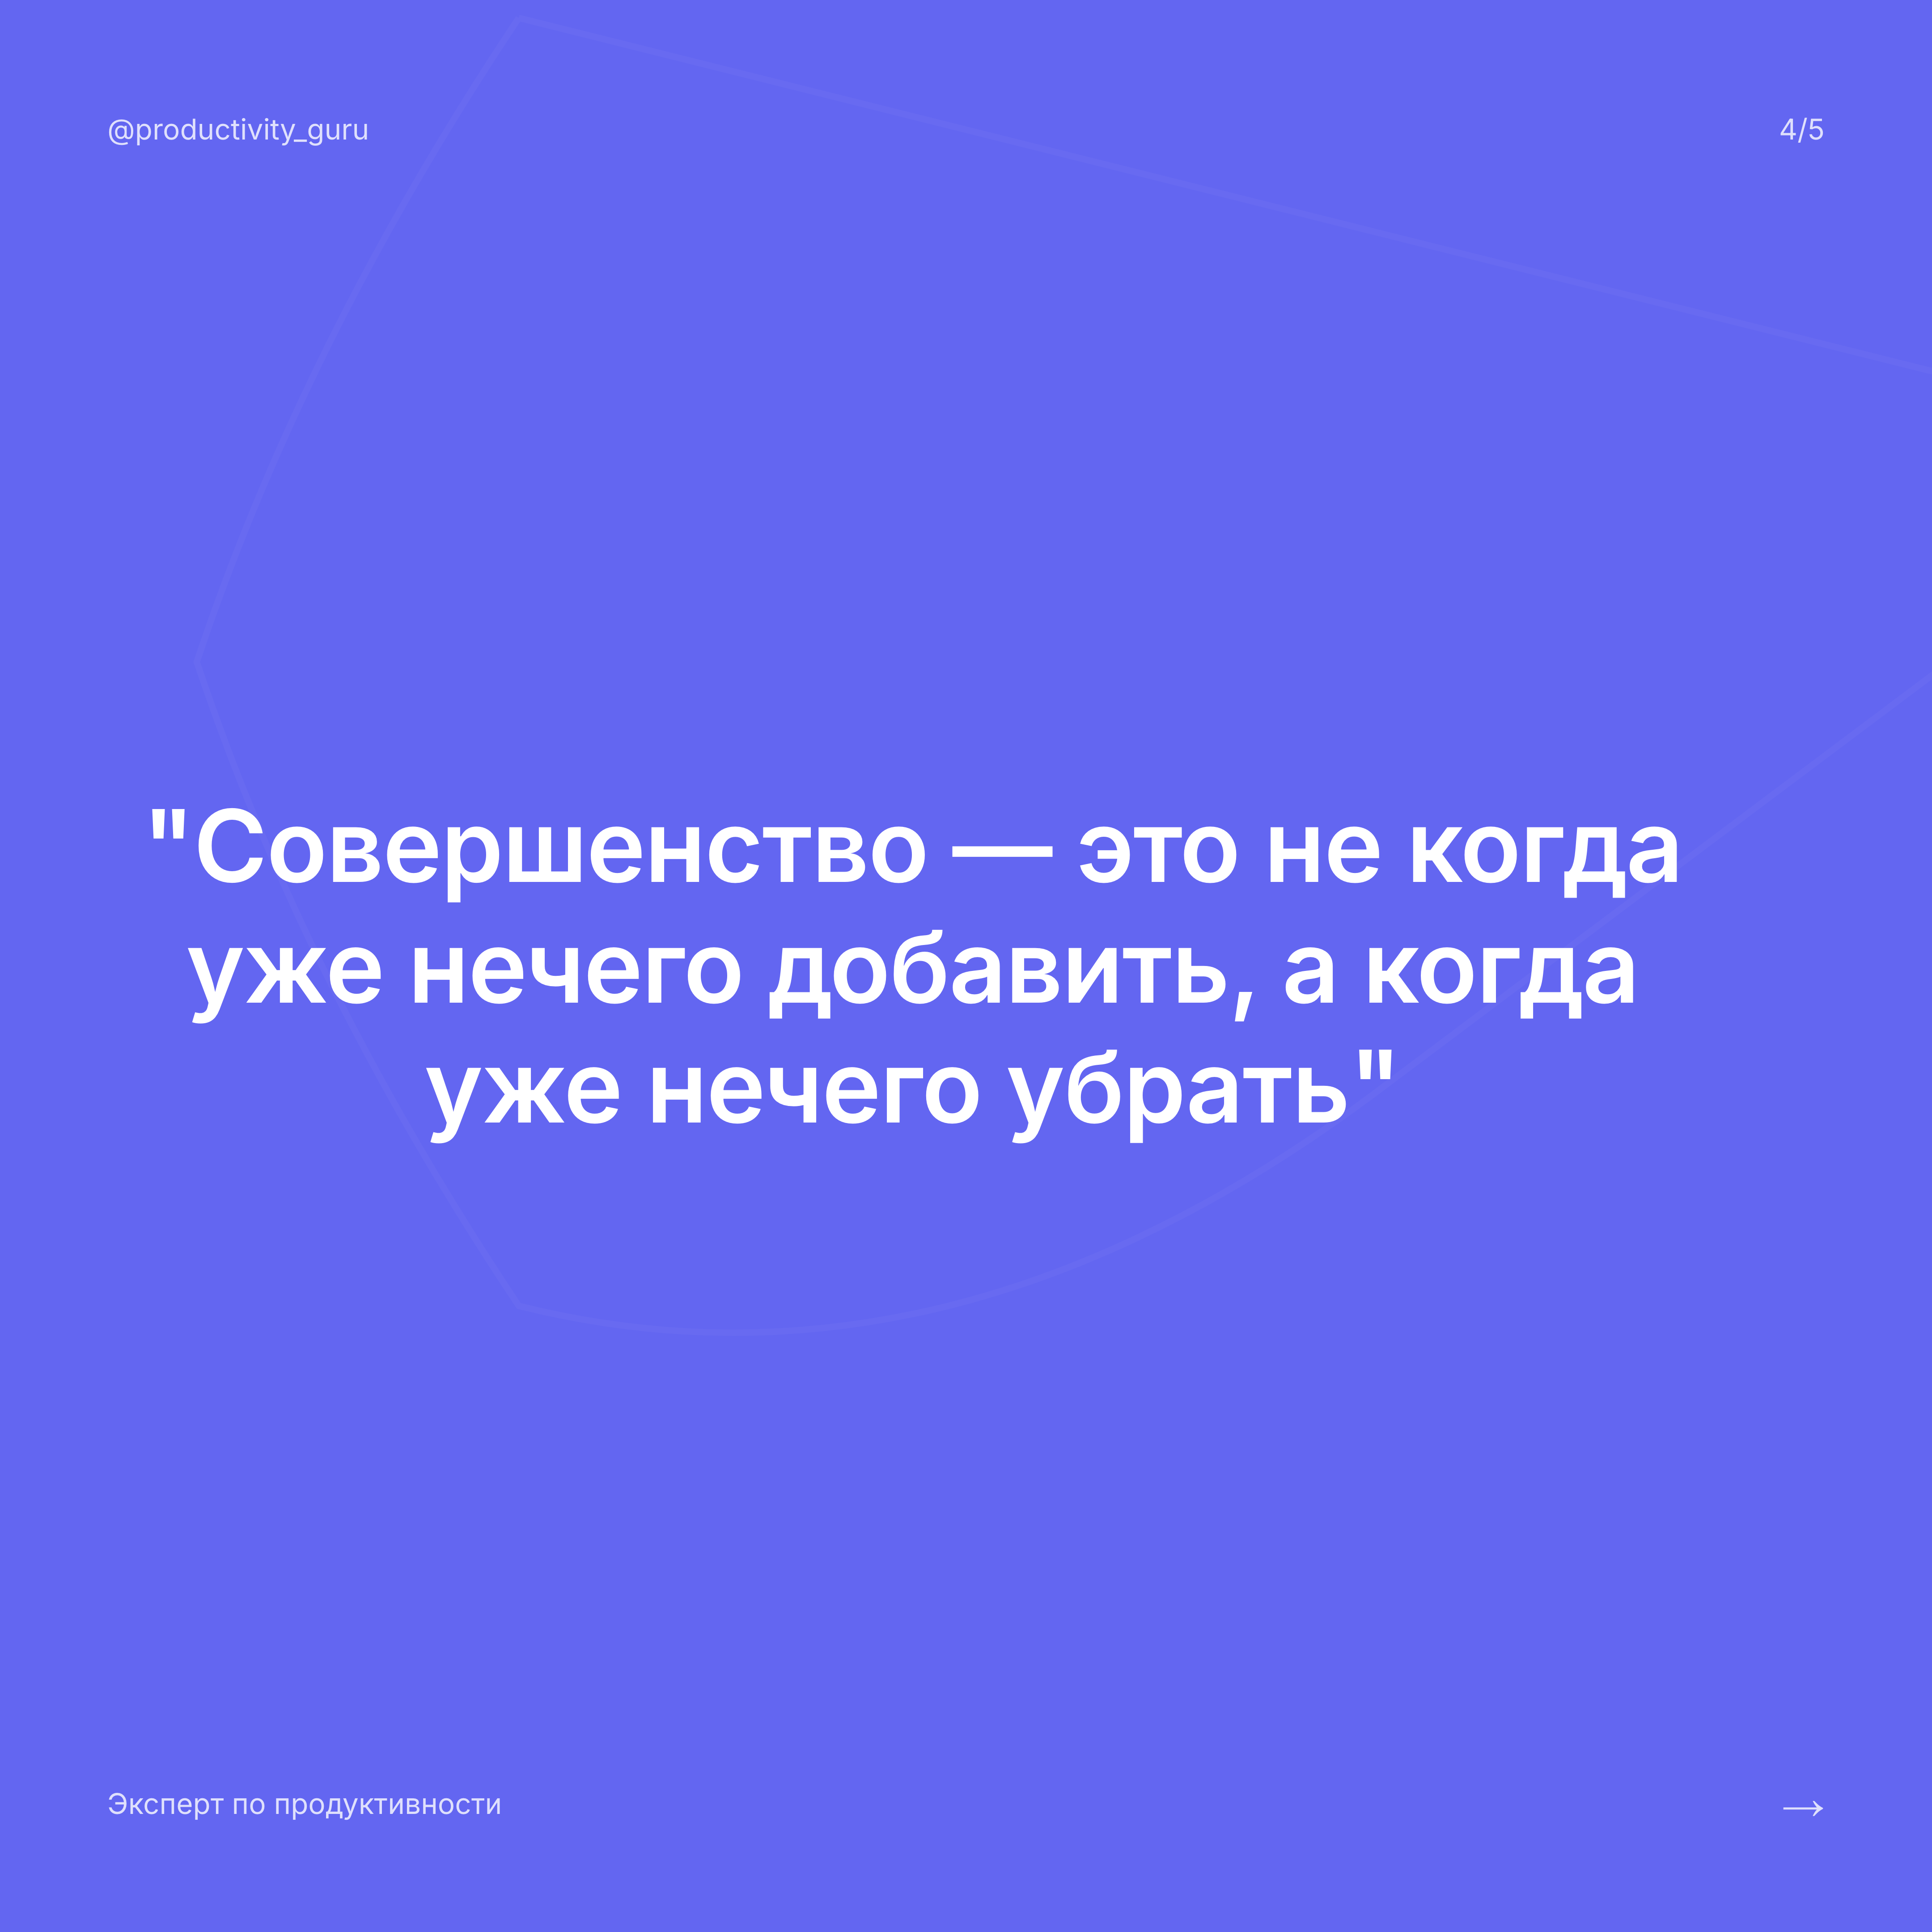 @productivity_guru
4/5
"Совершенство — это не когда
уже нечего добавить, а когда
уже нечего убрать"
Эксперт по продуктивности
→